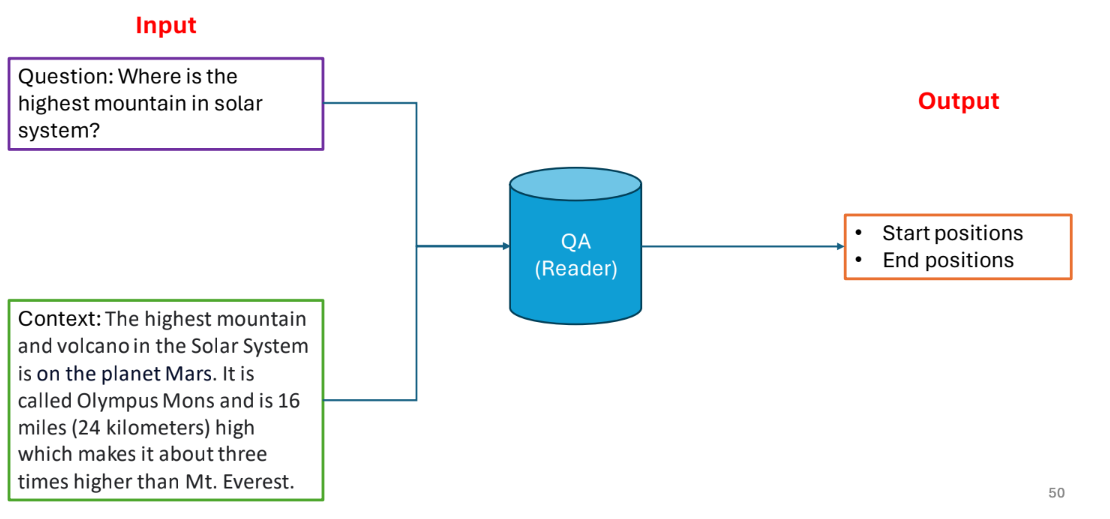 Input
Question: Where is the
highest mountain in solar
system?
Output
QA
(Reader)
• Start positions
• End positions
Context: The highest mountain
and volcano in the Solar System
is on the planet Mars. It is
called Olympus Mons and is 16
miles (24 kilometers) high
which makes it about three
times higher than Mt. Everest.
50